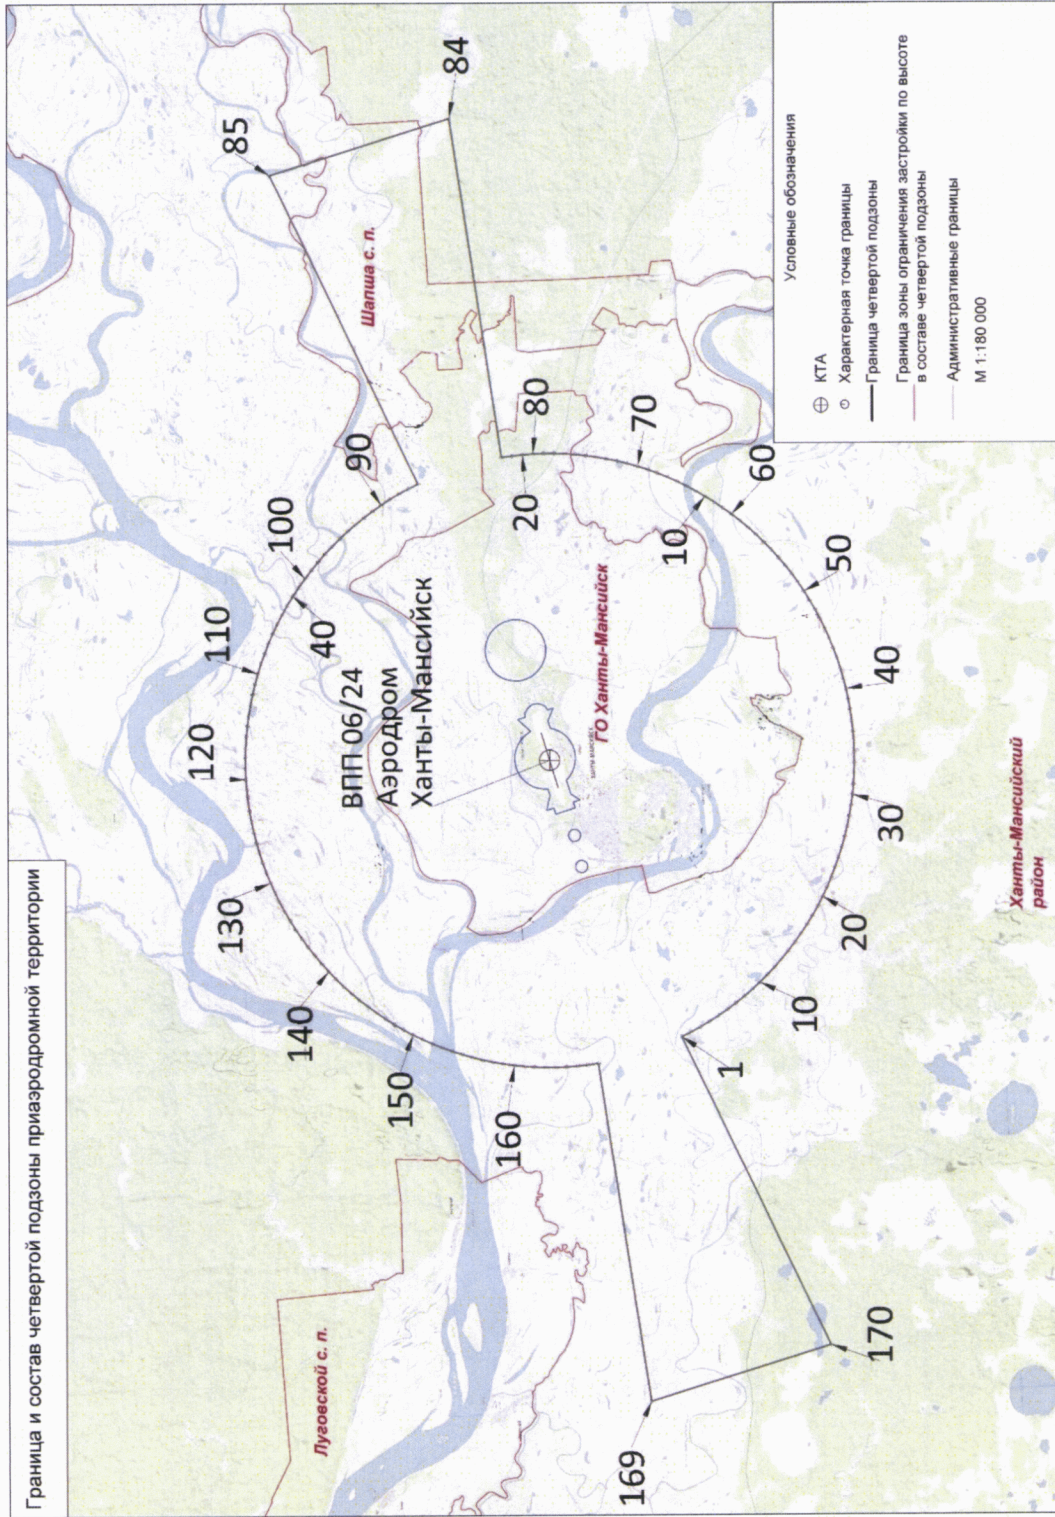 Граница и состав четвертой подзоны приаэродромной территории
85
84
Шапша с. п.
90
100
110
120
130
140
150
160
40
20
80
70
10
60
50
40
30
20
10
1
169
170
ВПП 06/24
Аэродром
Ханты-Мансийск
ГО Ханты-Мансийск
Луговской с. п.
Ханты-Мансийский
район
Условные обозначения
КТА
Характерная точка границы
Граница четвертой подзоны
Граница зоны ограничения застройки по высоте
в составе четвертой подзоны
Административные границы
М 1:180 000